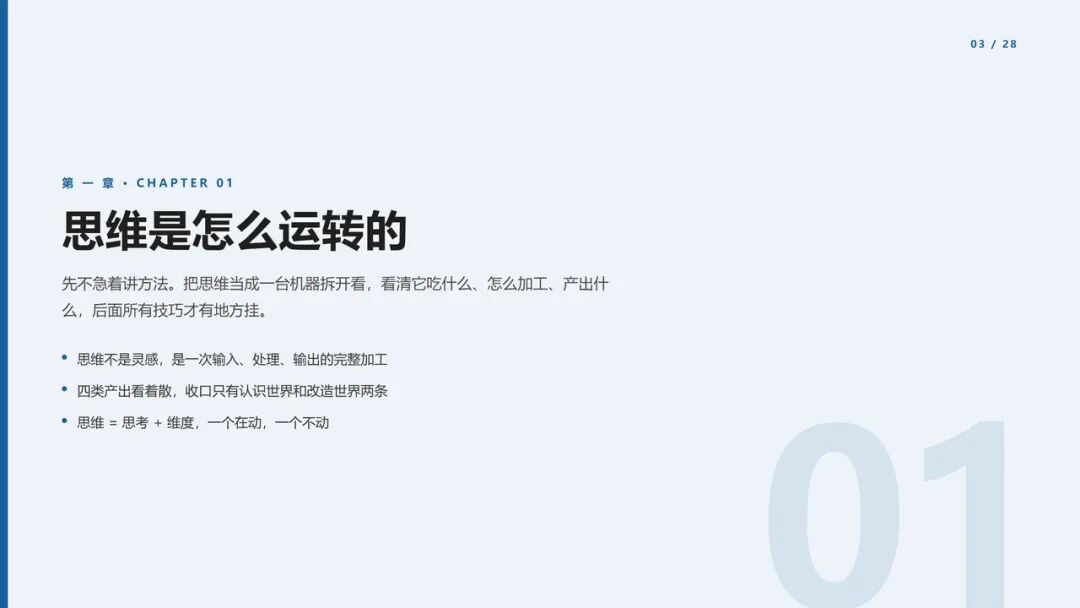 03 / 28
第 一 章 · CHAPTER 01
思维是怎么运转的
先不急着讲方法。把思维当成一台机器拆开看，看清它吃什么、怎么加工、产出什
么，后面所有技巧才有地方挂。
• 思维不是灵感，是一次输入、处理、输出的完整加工
• 四类产出看着散，收口只有认识世界和改造世界两条
• 思维 = 思考 + 维度，一个在动，一个不动
01